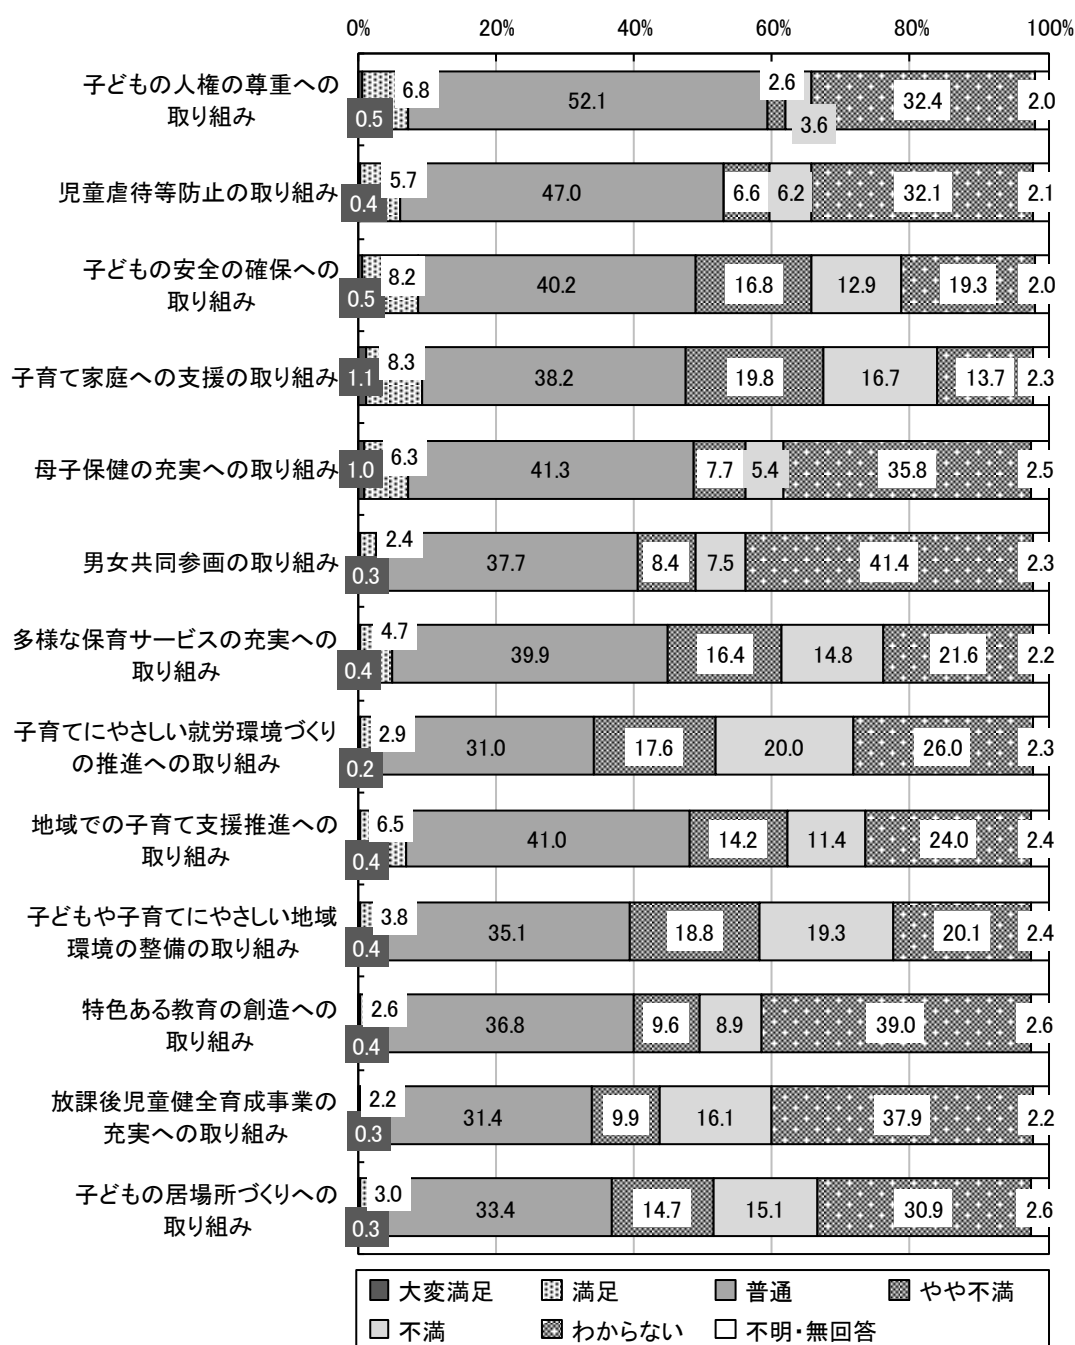 0% 20% 40% 60% 80% 100%
子どもの人権の尊重への
取り組み
0.5 6.8 52.1 2.6 3.6 32.4 2.0
児童虐待等防止の取り組み
0.4 5.7 47.0 6.6 6.2 32.1 2.1
子どもの安全の確保への
取り組み
0.5 8.2 40.2 16.8 12.9 19.3 2.0
子育て家庭への支援の取り組み
1.1 8.3 38.2 19.8 16.7 13.7 2.3
母子保健の充実への取り組み
1.0 6.3 41.3 7.7 5.4 35.8 2.5
男女共同参画の取り組み
0.3 2.4 37.7 8.4 7.5 41.4 2.3
多様な保育サービスの充実への
取り組み
0.4 4.7 39.9 16.4 14.8 21.6 2.2
子育てにやさしい就労環境づくり
の推進への取り組み
0.2 2.9 31.0 17.6 20.0 26.0 2.3
地域での子育て支援推進への
取り組み
0.4 6.5 41.0 14.2 11.4 24.0 2.4
子どもや子育てにやさしい地域
環境の整備の取り組み
0.4 3.8 35.1 18.8 19.3 20.1 2.4
特色ある教育の創造への
取り組み
0.4 2.6 36.8 9.6 8.9 39.0 2.6
放課後児童健全育成事業の
充実への取り組み
0.3 2.2 31.4 9.9 16.1 37.9 2.2
子どもの居場所づくりへの
取り組み
0.3 3.0 33.4 14.7 15.1 30.9 2.6
大変満足 満足 普通 やや不満
不満 わからない 不明・無回答